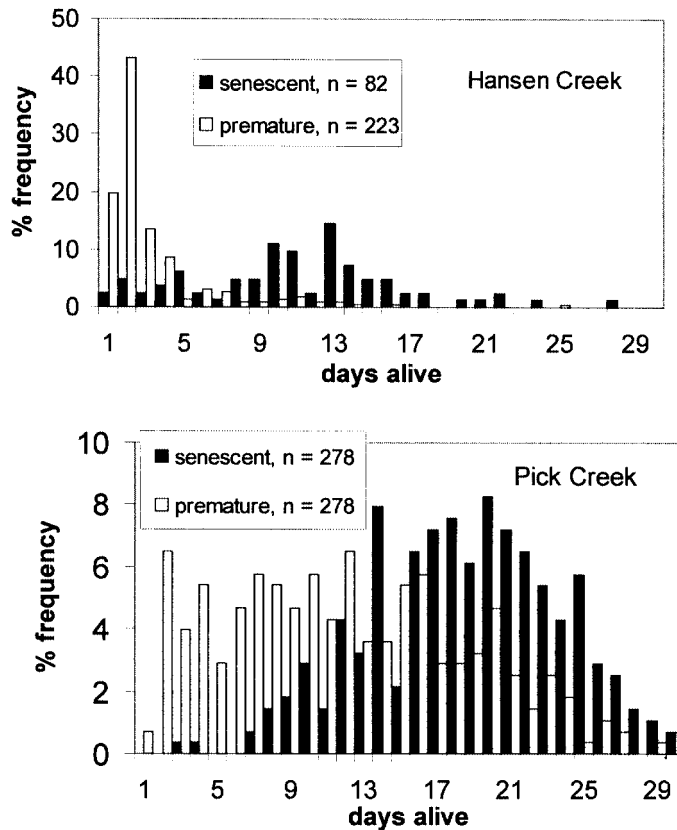 50
40
30
20
10
0
% frequency
senescent, n = 82
premature, n = 223
Hansen Creek
1 5 9 13 17 21 25 29
days alive
10
8
6
4
2
0
% frequency
senescent, n = 278
premature, n = 278
Pick Creek
1 5 9 13 17 21 25 29
days alive